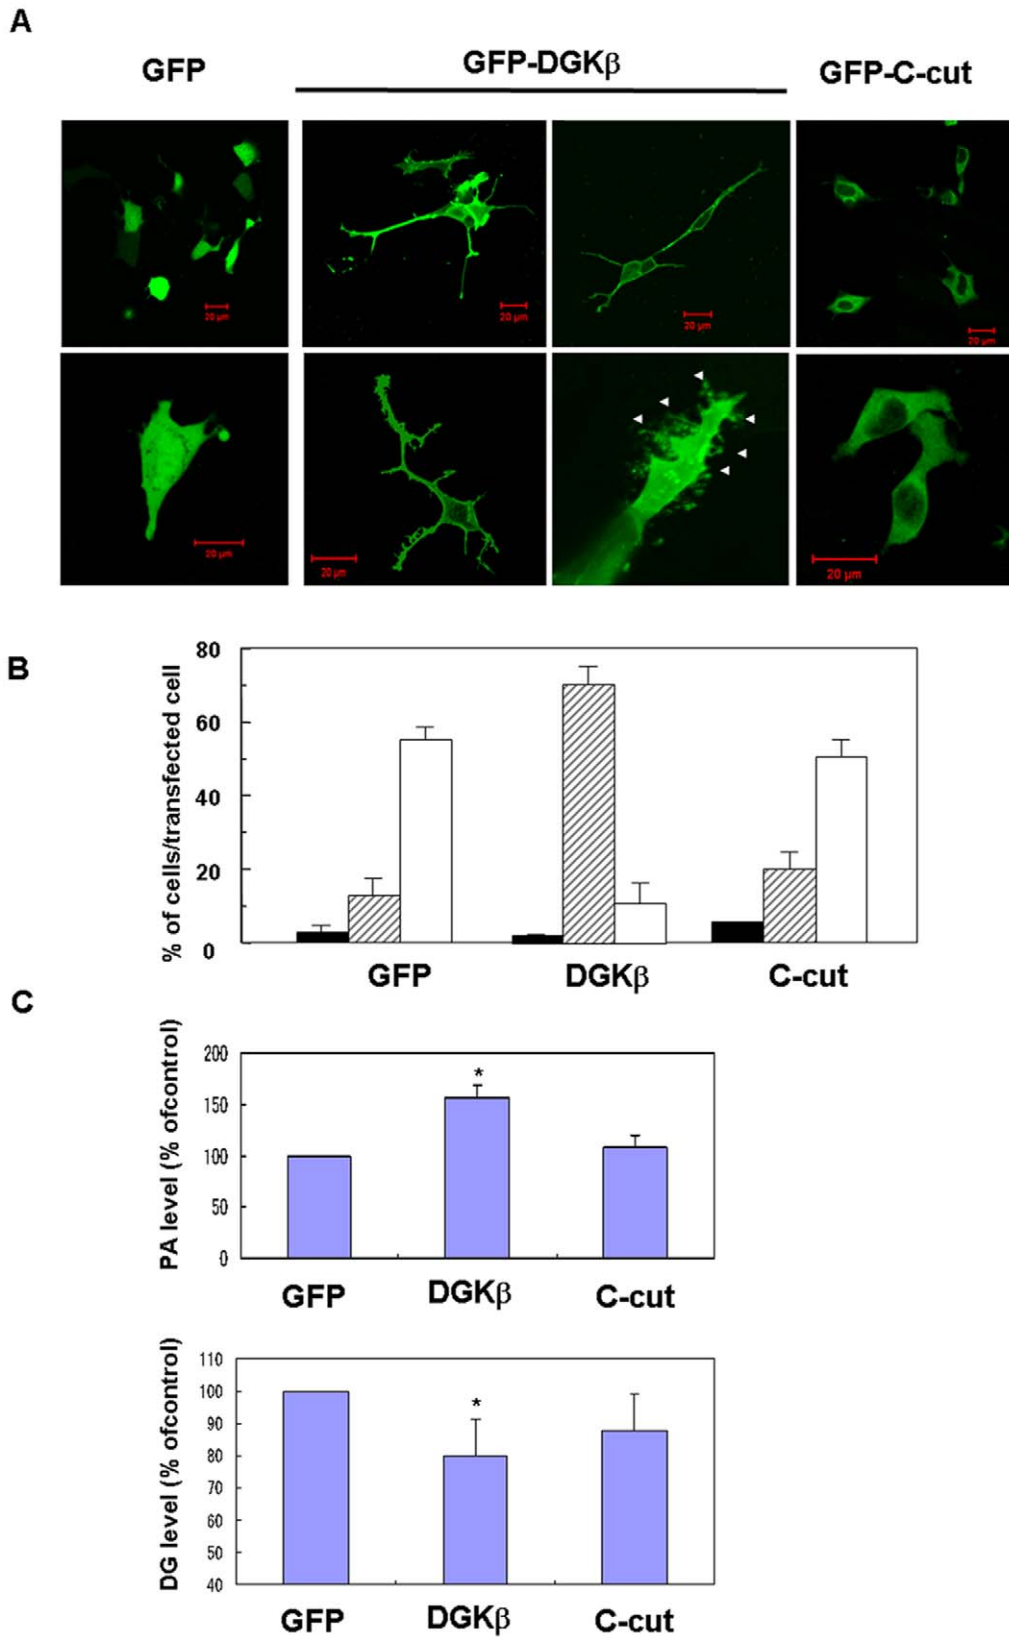 A
GFP
GFP-DGKβ
GFP-C-cut
20 µm
20 µm
20 µm
20 µm
20 µm
20 µm
20 µm
B
% of cells/transfected cell
80
60
40
20
0
GFP
DGKβ
C-cut
C
PA level (% ofcontrol)
200
150
100
50
0
*
GFP
DGKβ
C-cut
DG level (% ofcontrol)
110
100
90
80
70
60
50
40
*
GFP
DGKβ
C-cut